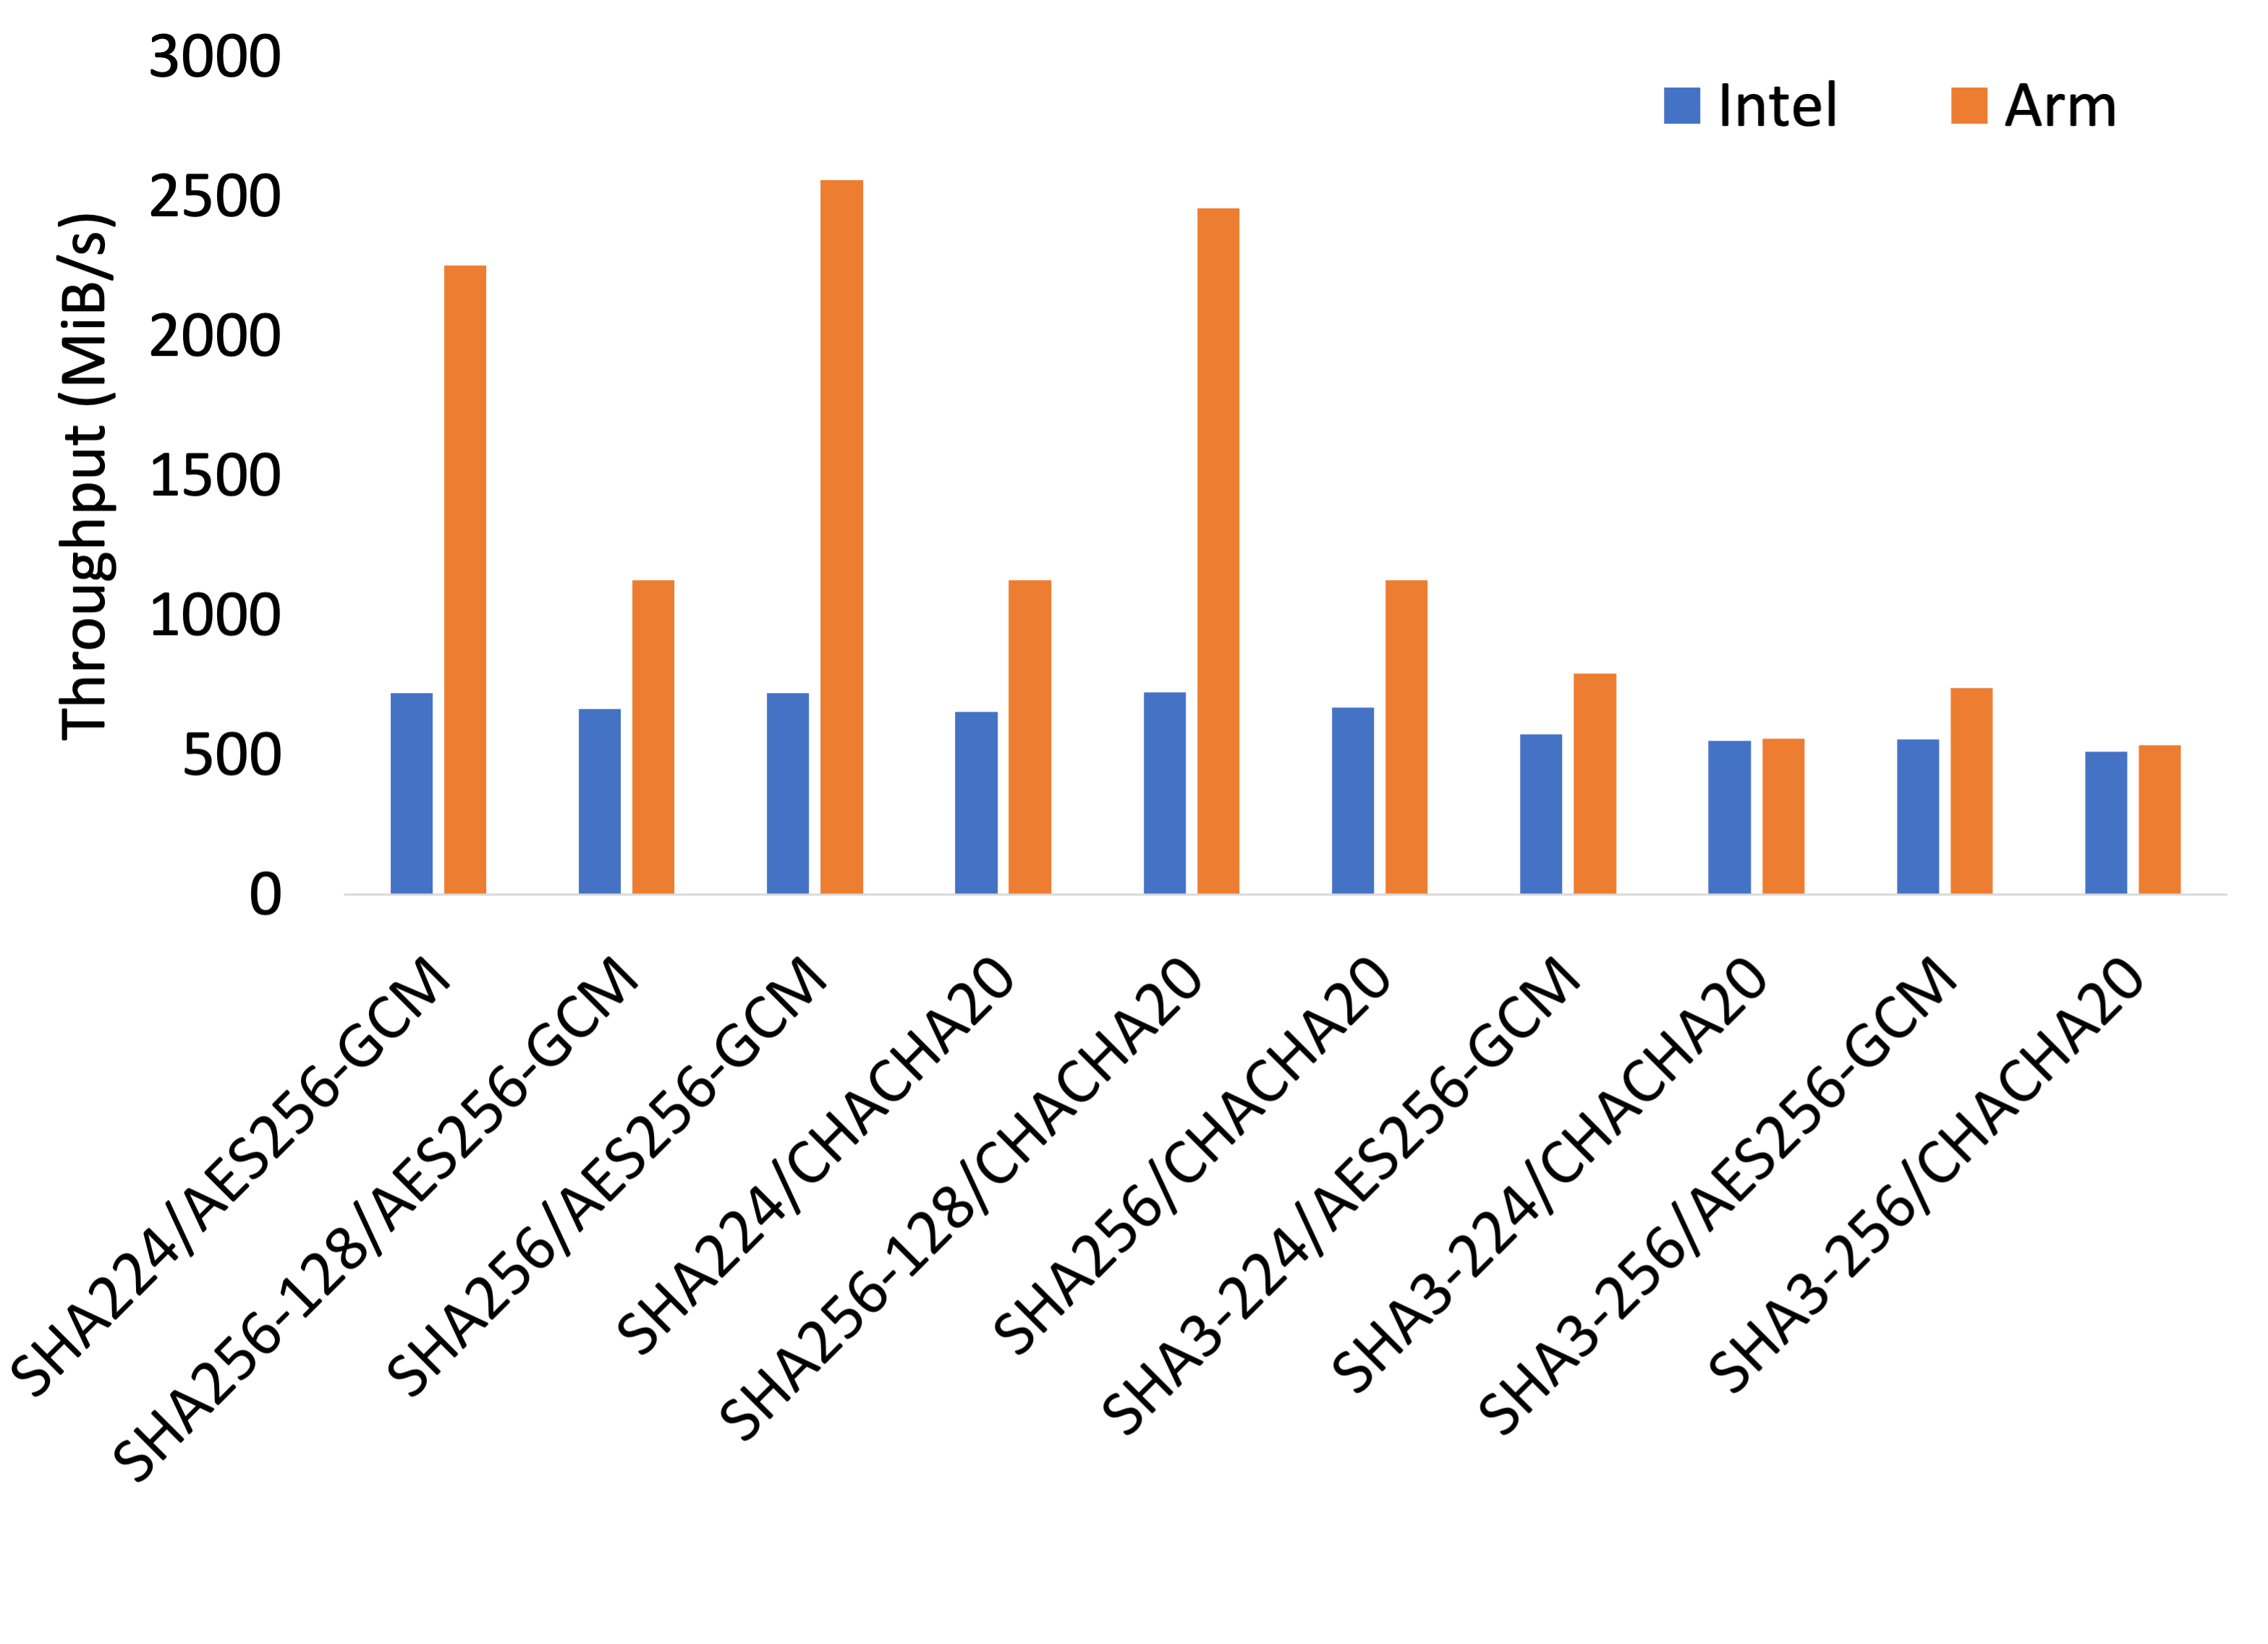 3000
Intel
Arm
2500
2000
1500
1000
500
0
Throughput (MiB/s)
SHA224/AES256-GCM
SHA256-128/AES256-GCM
SHA256/AES256-GCM
SHA224/CHACHA20
SHA256-128/CHACHA20
SHA256/CHACHA20
SHA3-224/AES256-GCM
SHA3-224/CHACHA20
SHA3-256/AES256-GCM
SHA3-256/CHACHA20